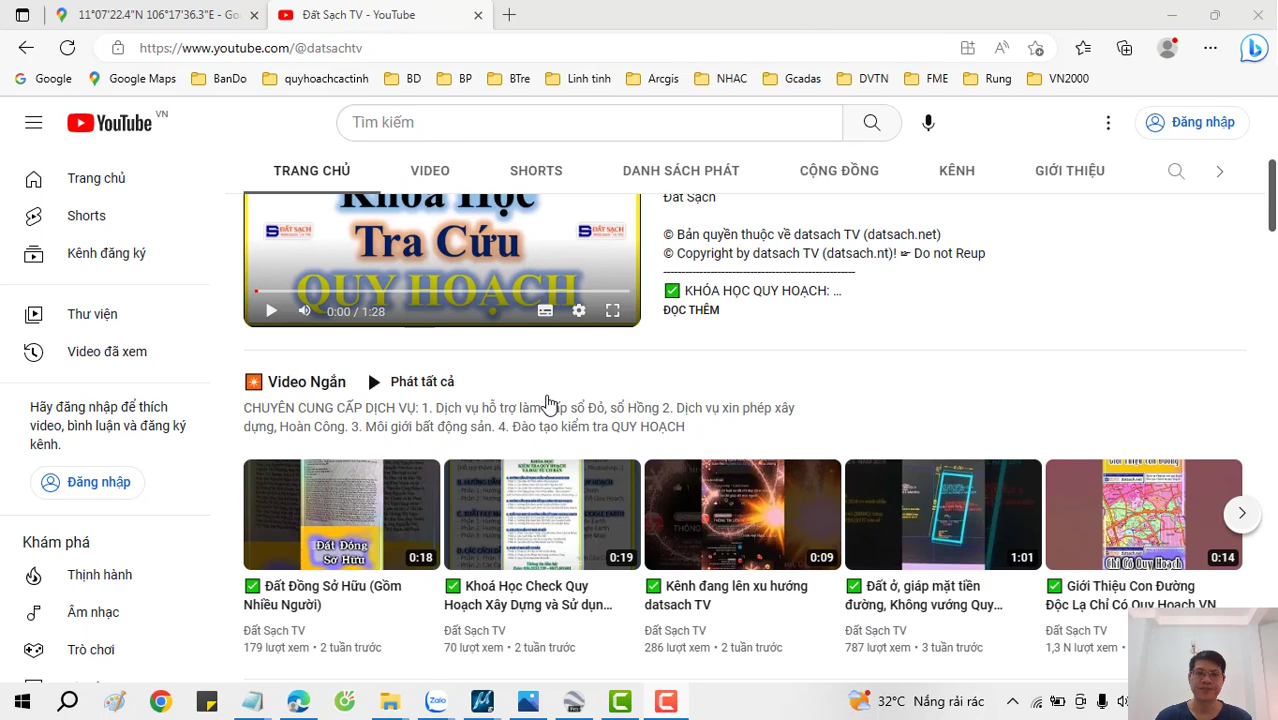 11°07'22.4"N 106°17'36.3"E - Go
Đất Sạch TV - YouTube
https://www.youtube.com/@datsachtv
Google
Google Maps
BanDo
quyhoachcactinh
BD
BP
BTre
Linh tinh
Arcgis
NHAC
Gcadas
DVTN
FME
Rung
VN2000
YouTube VN
Tìm kiếm
Đăng nhập
TRANG CHỦ
VIDEO
SHORTS
DANH SÁCH PHÁT
CỘNG ĐỒNG
KÊNH
GIỚI THIỆU
Trang chủ
Shorts
Kênh đăng ký
Thư viện
Video đã xem
Hãy đăng nhập để thích
video, bình luận và đăng ký
kênh.
Đăng nhập
Khám phá
Thịnh hành
Âm nhạc
Trò chơi
Khóa Học
ĐẤT SẠCH
Tra Cứu
ĐẤT SẠCH
QUY HOẠCH
0:00 / 1:28
Đất Sạch
© Bản quyền thuộc về datsach TV (datsach.net)
© Copyright by datsach TV (datsach.nt)! ☞ Do not Reup
-----------------------------------------------------
✅ KHÓA HỌC QUY HOẠCH: ...
ĐỌC THÊM
Video Ngắn
Phát tất cả
CHUYÊN CUNG CẤP DỊCH VỤ: 1. Dịch vụ hỗ trợ làm cấp sổ Đỏ, sổ Hồng 2. Dịch vụ xin phép xây
dựng, Hoàn Công. 3. Môi giới bất động sản. 4. Đào tạo kiểm tra QUY HOẠCH
Đất Đồng
Sở Hữu
0:18
0:19
0:09
1:01
Chỉ Có Quy Hoạch
0:14
✅ Đất Đồng Sở Hữu (Gồm
Nhiều Người)
Đất Sạch TV
179 lượt xem • 2 tuần trước
✅ Khoá Học Check Quy
Hoạch Xây Dựng và Sử dụn...
Đất Sạch TV
70 lượt xem • 2 tuần trước
✅ Kênh đang lên xu hướng
datsach TV
Đất Sạch TV
286 lượt xem • 2 tuần trước
✅ Đất ở, giáp mặt tiền
đường, Không vướng Quy...
Đất Sạch TV
787 lượt xem • 3 tuần trước
✅ Giới Thiệu Con Đường
Độc Lạ Chỉ Có Quy Hoạch VN
Đất Sạch TV
1,3 N lượt xem
Zalo
Pro
32°C Nắng rải rác